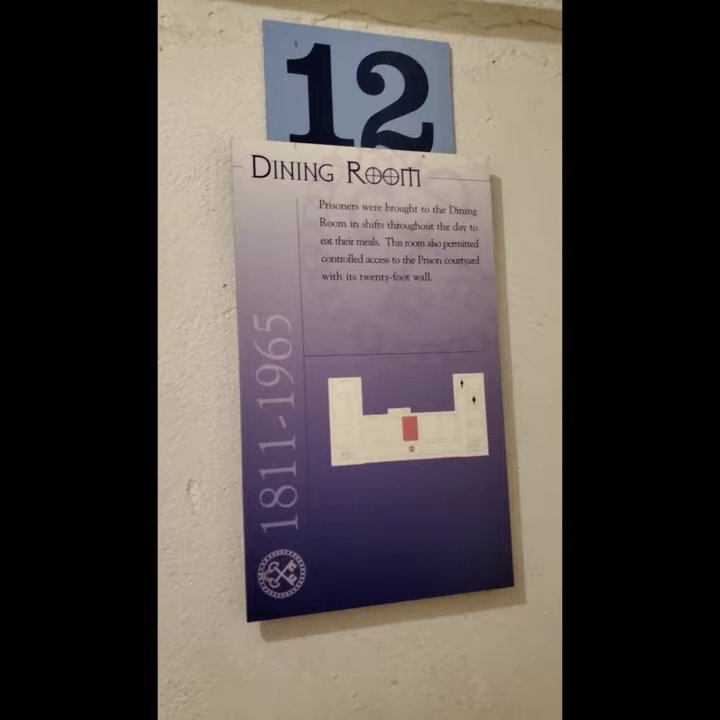 12
DINING ROOM
Prisoners were brought to the Dining
Room in shifts throughout the day to
eat their meals. This room also permitted
controlled access to the Prison courtyard
with its twenty-foot wall.
1811-1965